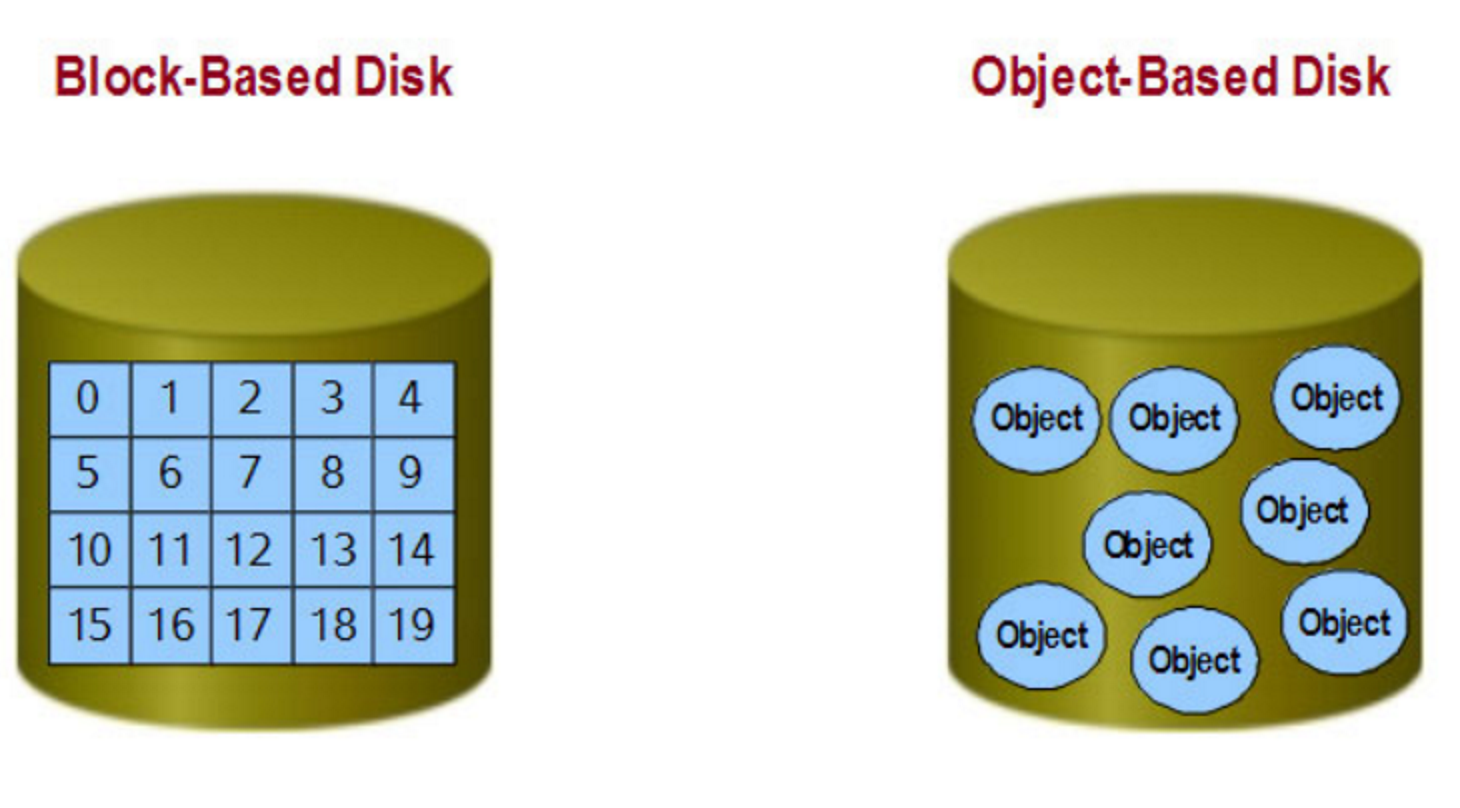 Block-Based Disk
Object-Based Disk
0 1 2 3 4
5 6 7 8 9
10 11 12 13 14
15 16 17 18 19
Object Object Object
Object
Object
Object
Object
Object